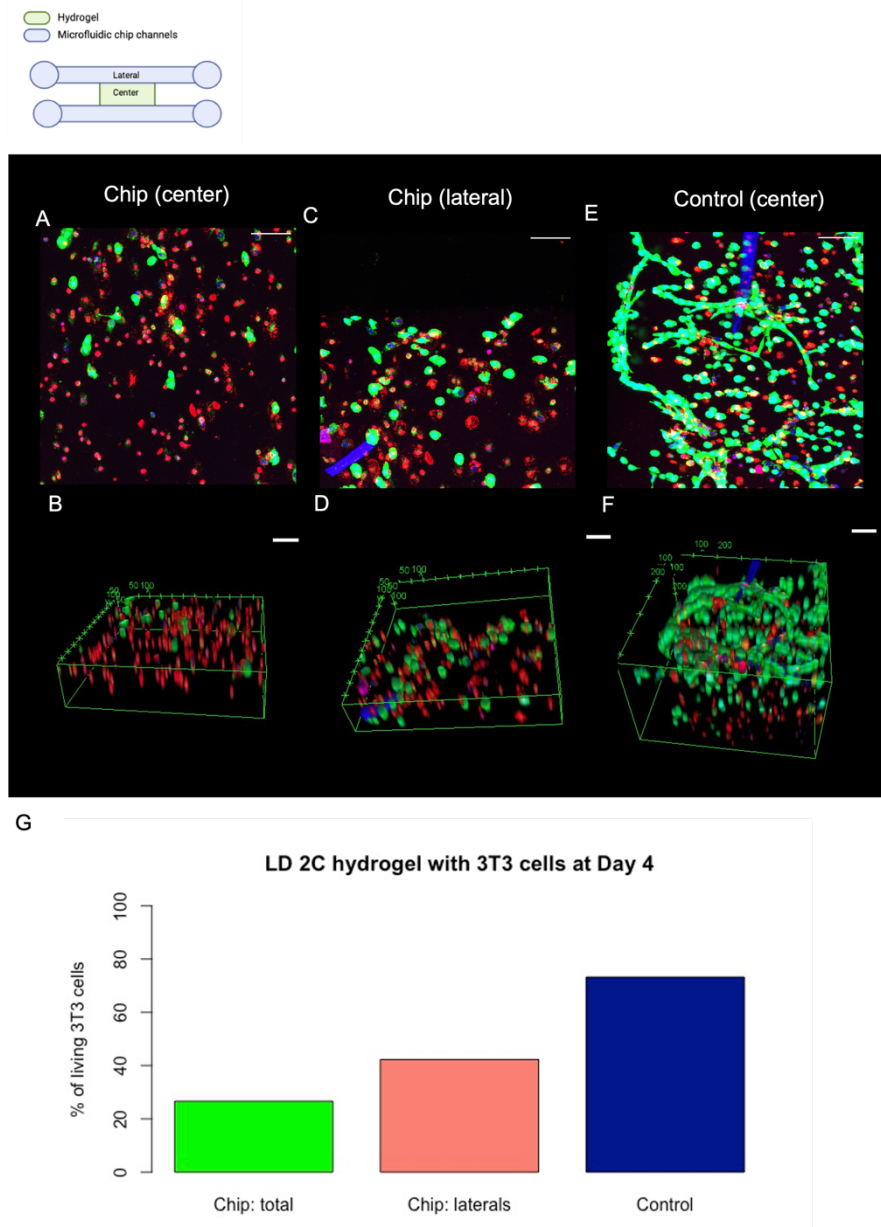 Hydrogel
Microfluidic chip channels
Lateral
Center
Chip (center)
Chip (lateral)
Control (center)
A
C
E
B
D
F
50 100
50 100
100 200
G
LD 2C hydrogel with 3T3 cells at Day 4
% of living 3T3 cells
100
80
60
40
20
0
Chip: total
Chip: laterals
Control